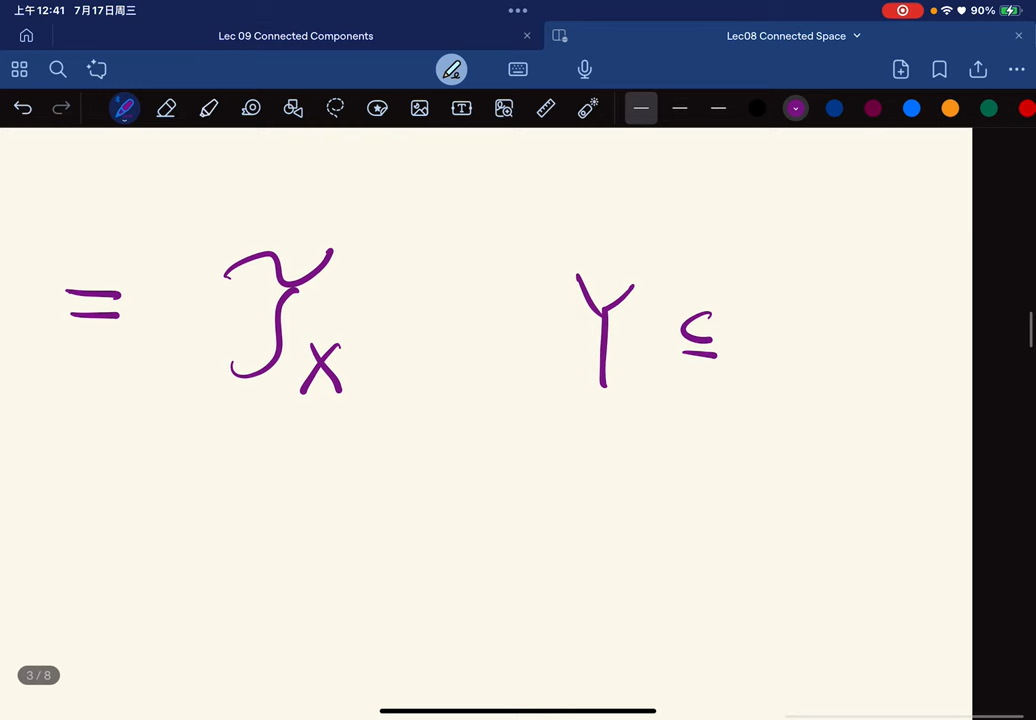 上午12:41 7月17日周三 90%
Lec 09 Connected Components Lec08 Connected Space
= 𝒯_X Y ⊆
3 / 8